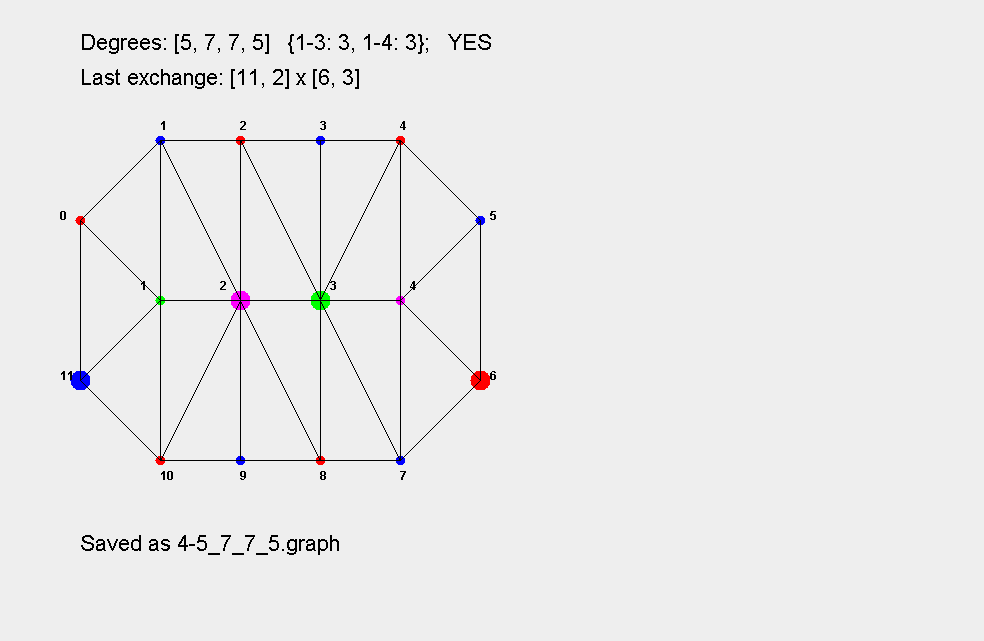 Degrees: [5, 7, 7, 5]   {1-3: 3, 1-4: 3};   YES
Last exchange: [11, 2] x [6, 3]
1 2 3 4
0 5
1 2 3 4
11 6
10 9 8 7
Saved as 4-5_7_7_5.graph